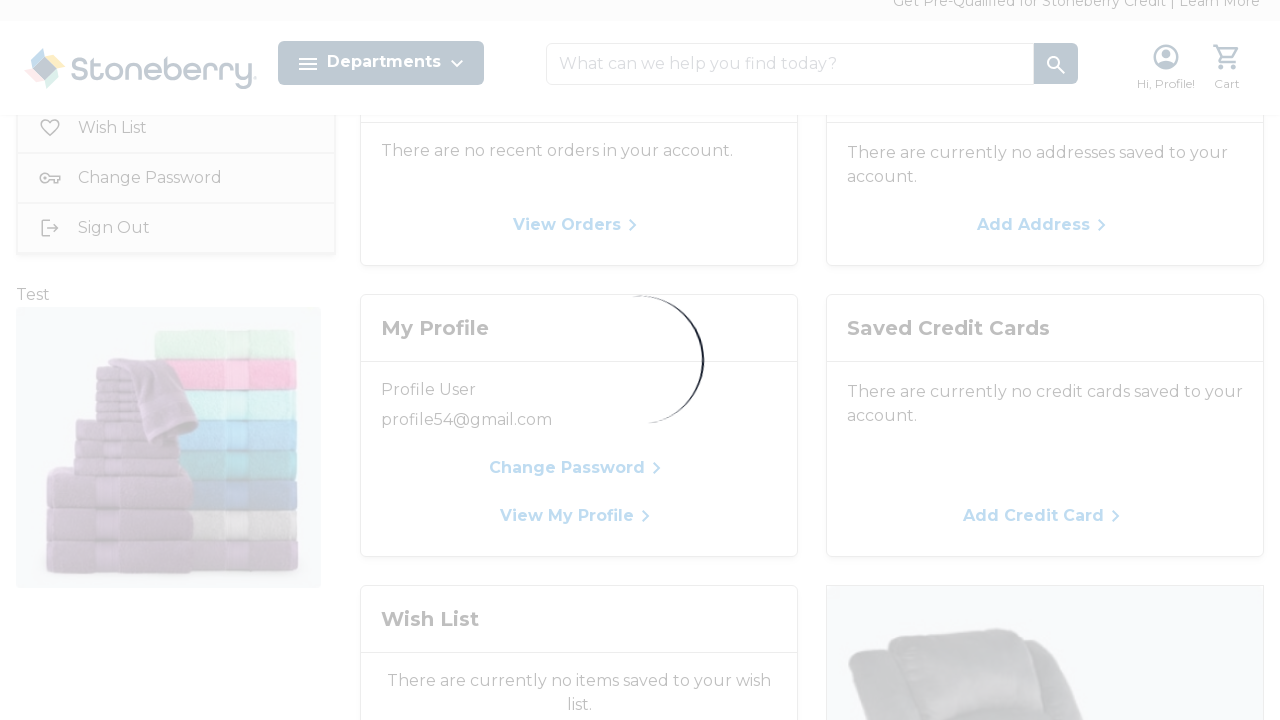 Get Pre-Qualified for Stoneberry Credit | Learn More
Stoneberry
Departments
What can we help you find today?
Hi, Profile!
Cart
Wish List
Change Password
Sign Out
Test
There are no recent orders in your account.
View Orders
There are currently no addresses saved to your
account.
Add Address
My Profile
Profile User
profile54@gmail.com
Change Password
View My Profile
Saved Credit Cards
There are currently no credit cards saved to your
account.
Add Credit Card
Wish List
There are currently no items saved to your wish
list.